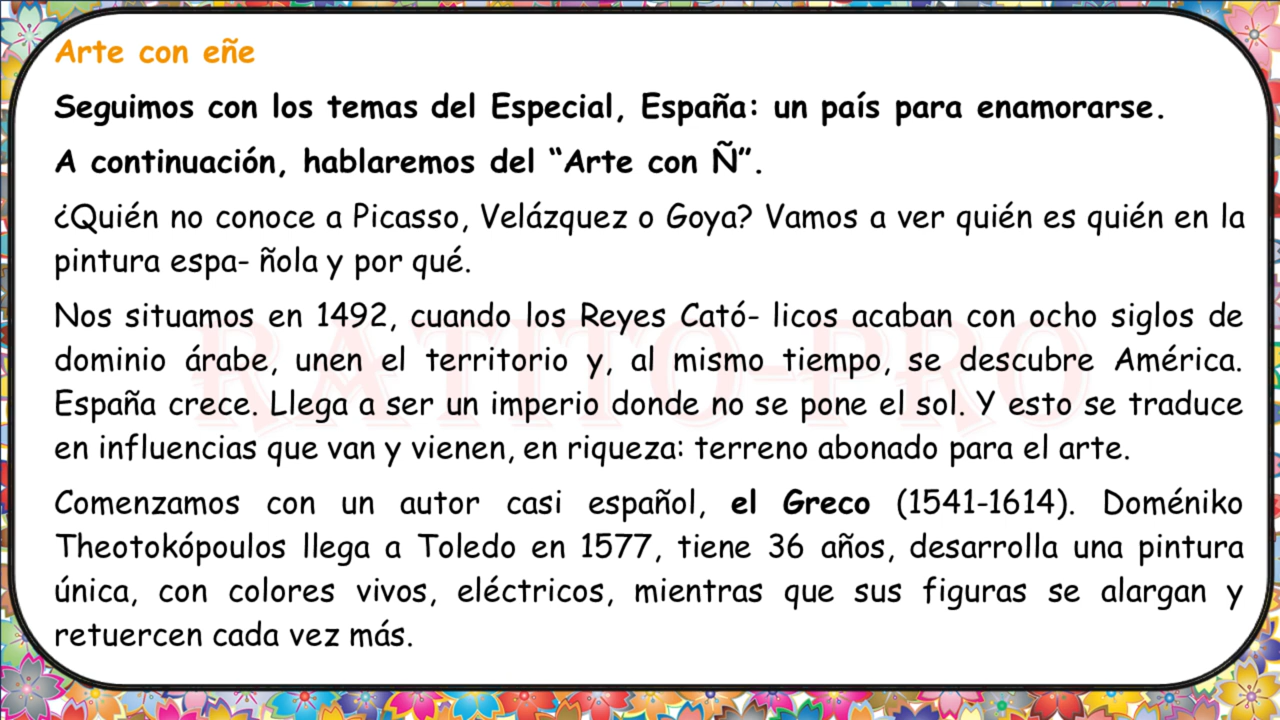 Arte con eñe
Seguimos con los temas del Especial, España: un país para enamorarse.
A continuación, hablaremos del “Arte con Ñ”.
¿Quién no conoce a Picasso, Velázquez o Goya? Vamos a ver quién es quién en la
pintura espa- ñola y por qué.
Nos situamos en 1492, cuando los Reyes Cató- licos acaban con ocho siglos de
dominio árabe, unen el territorio y, al mismo tiempo, se descubre América.
España crece. Llega a ser un imperio donde no se pone el sol. Y esto se traduce
en influencias que van y vienen, en riqueza: terreno abonado para el arte.
Comenzamos con un autor casi español, el Greco (1541-1614). Doméniko
Theotokópoulos llega a Toledo en 1577, tiene 36 años, desarrolla una pintura
única, con colores vivos, eléctricos, mientras que sus figuras se alargan y
retuercen cada vez más.
RATITO-PRO